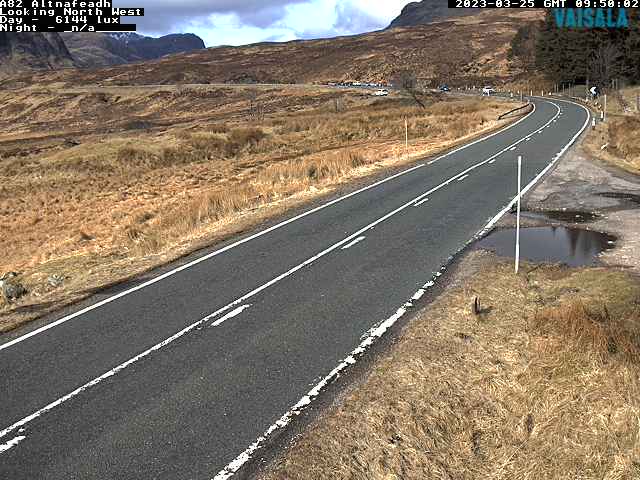 A82 Altnafeadh
2023-03-25 GMT 09:50:02
Looking North West
VAISALA
Day - 6144 lux
Night - n/a